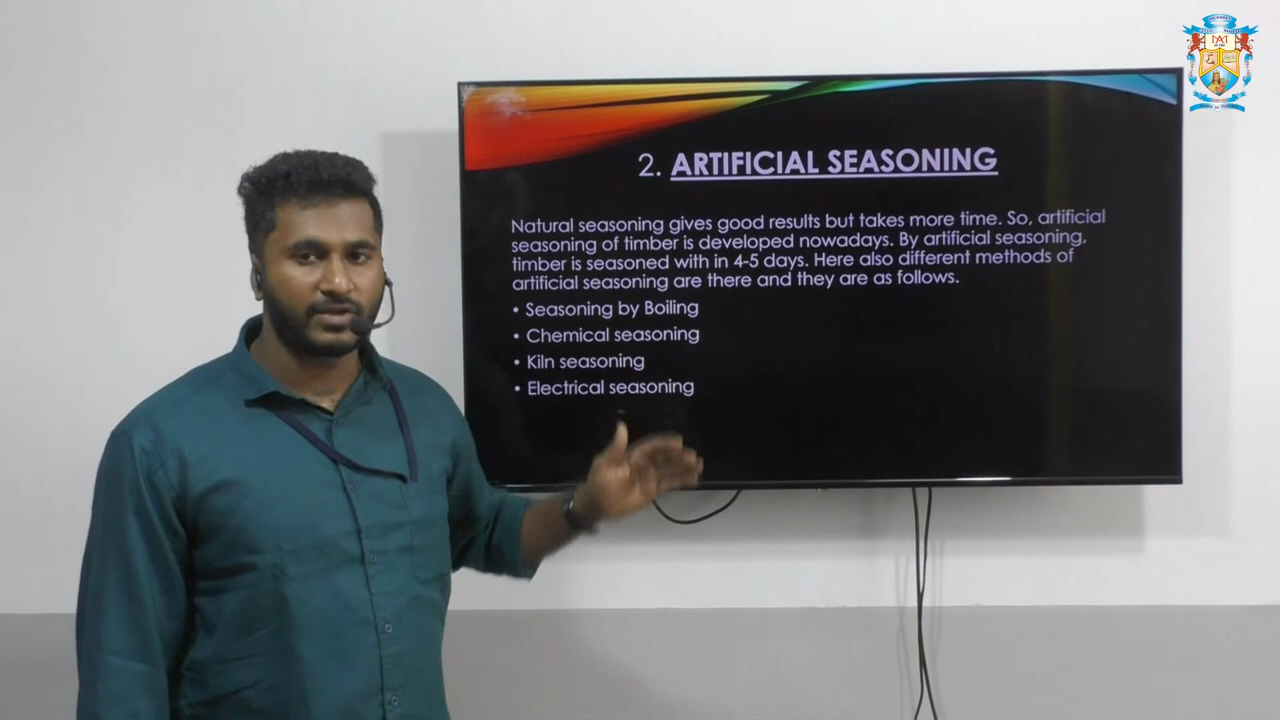 2. ARTIFICIAL SEASONING
Natural seasoning gives good results but takes more time. So, artificial
seasoning of timber is developed nowadays. By artificial seasoning,
timber is seasoned with in 4-5 days. Here also different methods of
artificial seasoning are there and they are as follows.
• Seasoning by Boiling
• Chemical seasoning
• Kiln seasoning
• Electrical seasoning